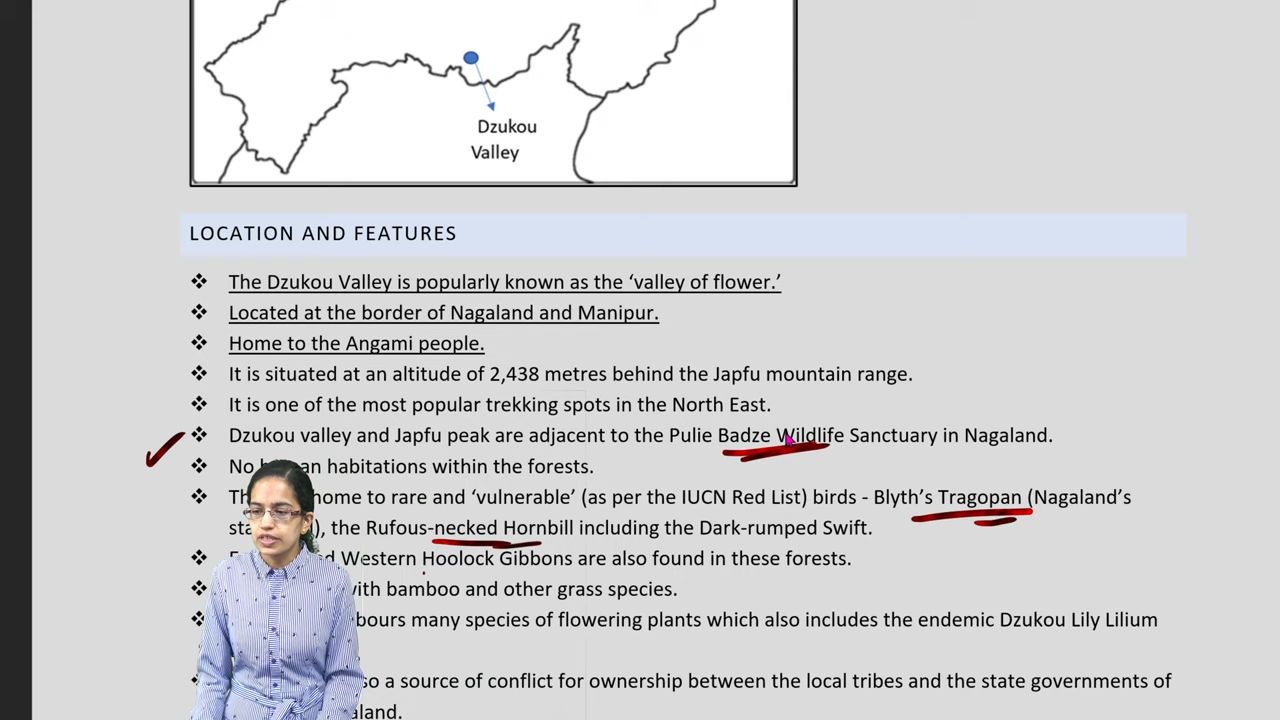 Dzukou
Valley
LOCATION AND FEATURES
❖ The Dzukou Valley is popularly known as the ‘valley of flower.’
❖ Located at the border of Nagaland and Manipur.
❖ Home to the Angami people.
❖ It is situated at an altitude of 2,438 metres behind the Japfu mountain range.
❖ It is one of the most popular trekking spots in the North East.
❖ Dzukou valley and Japfu peak are adjacent to the Pulie Badze Wildlife Sanctuary in Nagaland.
❖ No habitations within the forests.
❖ home to rare and ‘vulnerable’ (as per the IUCN Red List) birds - Blyth’s Tragopan (Nagaland’s
the Rufous-necked Hornbill including the Dark-rumped Swift.
❖ Western Hoolock Gibbons are also found in these forests.
❖ with bamboo and other grass species.
❖ many species of flowering plants which also includes the endemic Dzukou Lily Lilium
a source of conflict for ownership between the local tribes and the state governments of